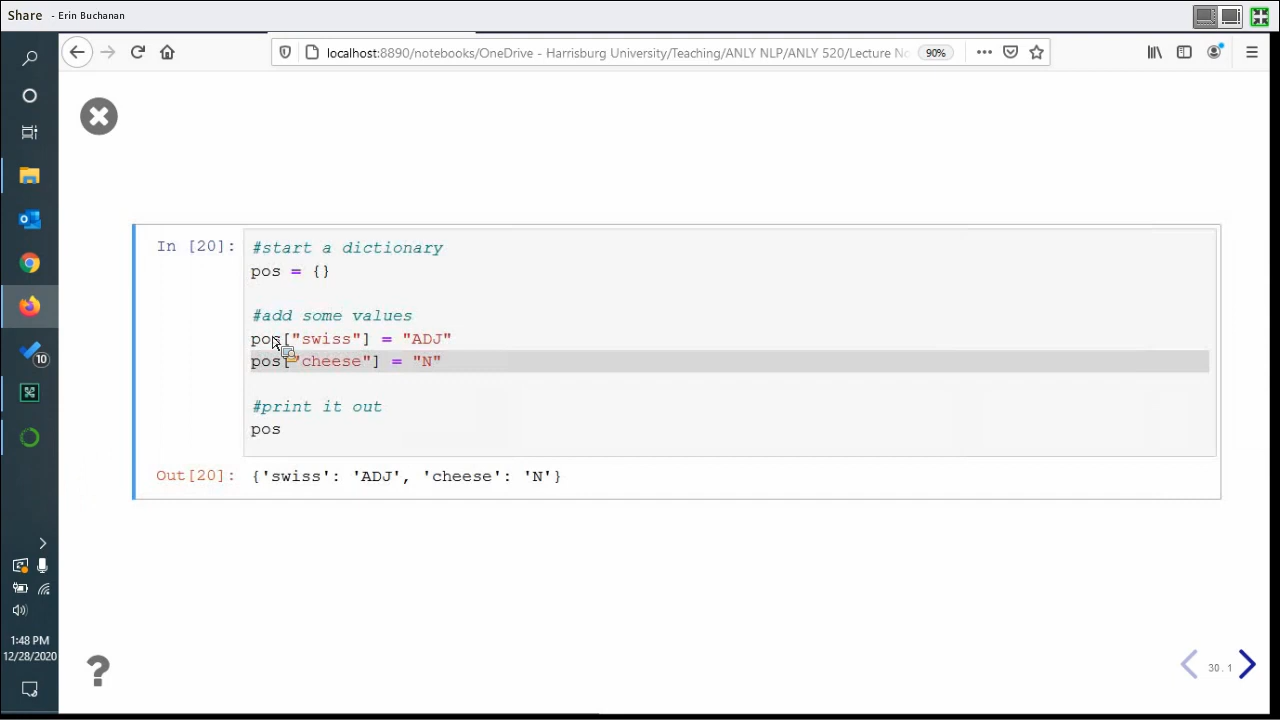 Share - Erin Buchanan
localhost:8890/notebooks/OneDrive - Harrisburg University/Teaching/ANLY NLP/ANLY 520/Lecture No
90%
In [20]:
#start a dictionary
pos = {}
#add some values
pos["swiss"] = "ADJ"
pos["cheese"] = "N"
#print it out
pos
Out[20]: {'swiss': 'ADJ', 'cheese': 'N'}
10
1:48 PM
12/28/2020
?
30.1